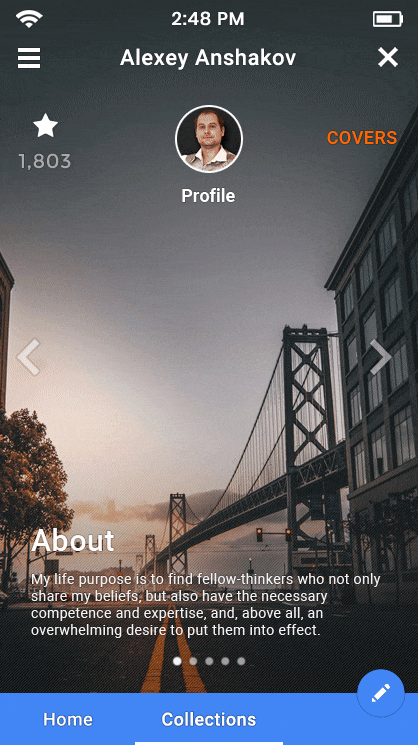 2:48 PM
Alexey Anshakov
1,803
COVERS
Profile
About
My life purpose is to find fellow-thinkers who not only
share my beliefs, but also have the necessary
competence and expertise, and, above all, an
overwhelming desire to put them into effect.
Home
Collections